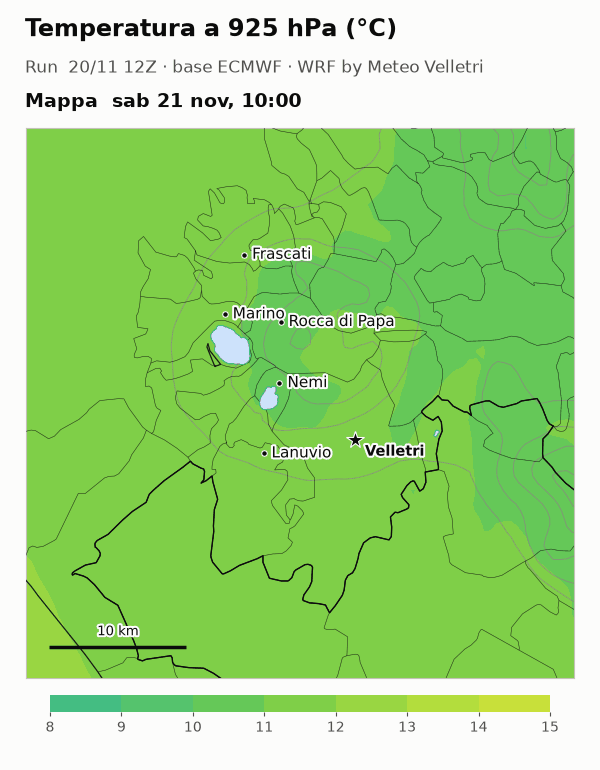 Temperatura a 925 hPa (°C)
Run  20/11 12Z · base ECMWF · WRF by Meteo Velletri
Mappa  sab 21 nov, 10:00
Frascati
Marino
Rocca di Papa
Nemi
Velletri
Lanuvio
10 km
8 9 10 11 12 13 14 15